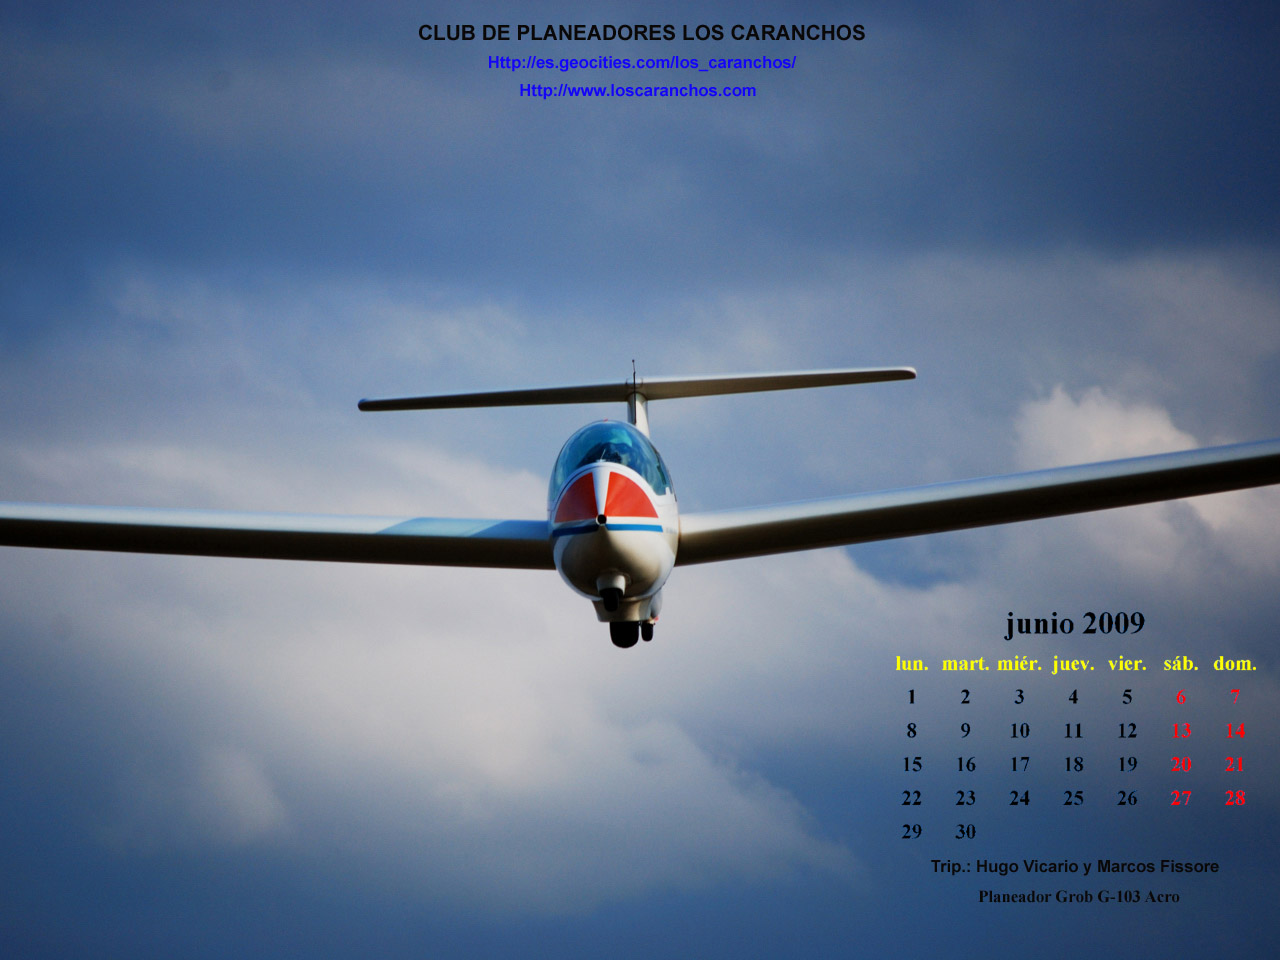 CLUB DE PLANEADORES LOS CARANCHOS
Http://es.geocities.com/los_caranchos/
Http://www.loscaranchos.com
junio 2009
lun. mart. miér. juev. vier. sáb. dom.
1 2 3 4 5 6 7
8 9 10 11 12 13 14
15 16 17 18 19 20 21
22 23 24 25 26 27 28
29 30
Trip.: Hugo Vicario y Marcos Fissore
Planeador Grob G-103 Acro